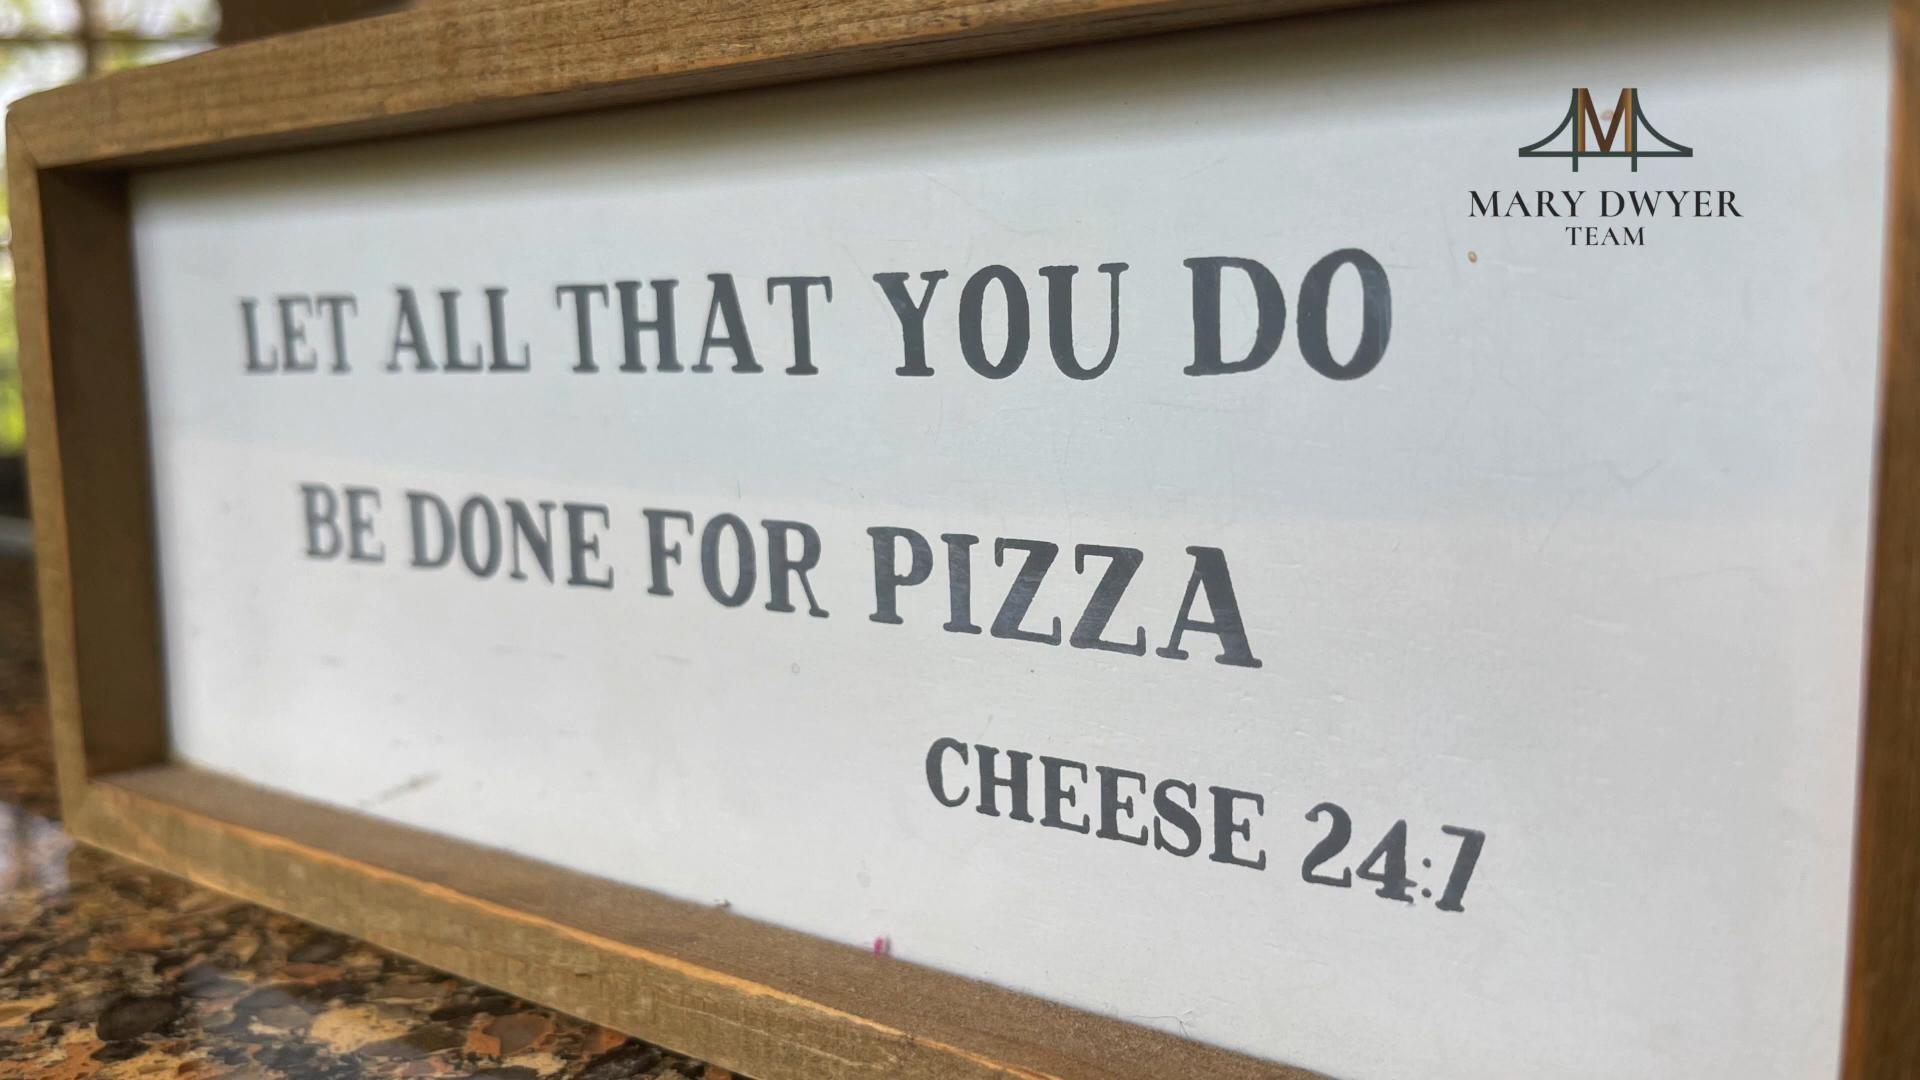 MARY DWYER
TEAM
LET ALL THAT YOU DO
BE DONE FOR PIZZA
CHEESE 24:7